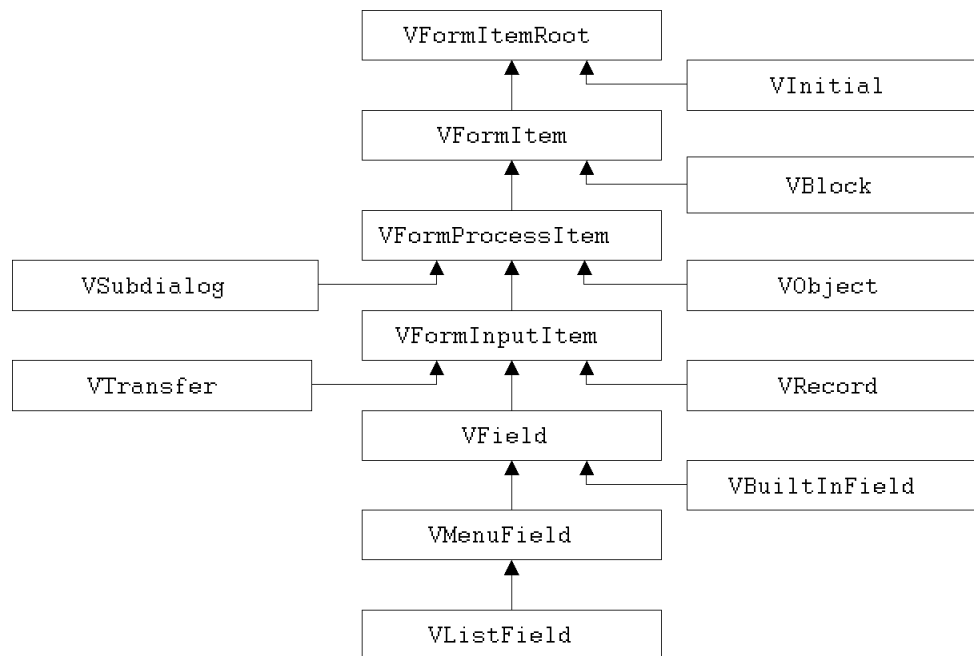 VFormItemRoot
VInitial
VFormItem
VBlock
VFormProcessItem
VSubdialog
VObject
VFormInputItem
VTransfer
VRecord
VField
VBuiltInField
VMenuField
VListField